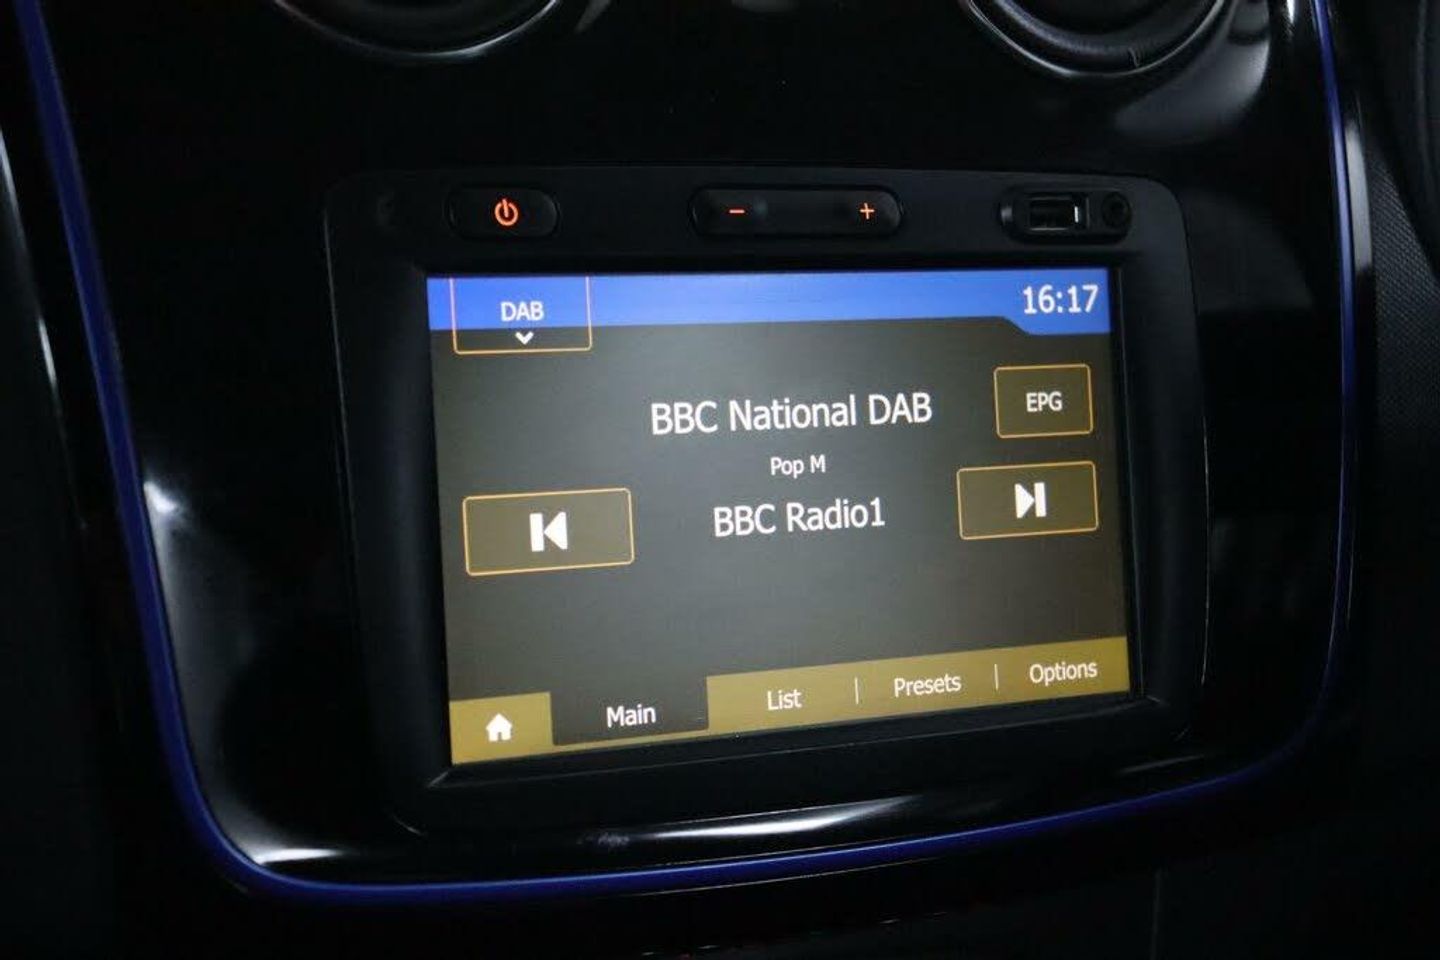 DAB
16:17
BBC National DAB
EPG
Pop M
BBC Radio1
Main
List
Presets
Options